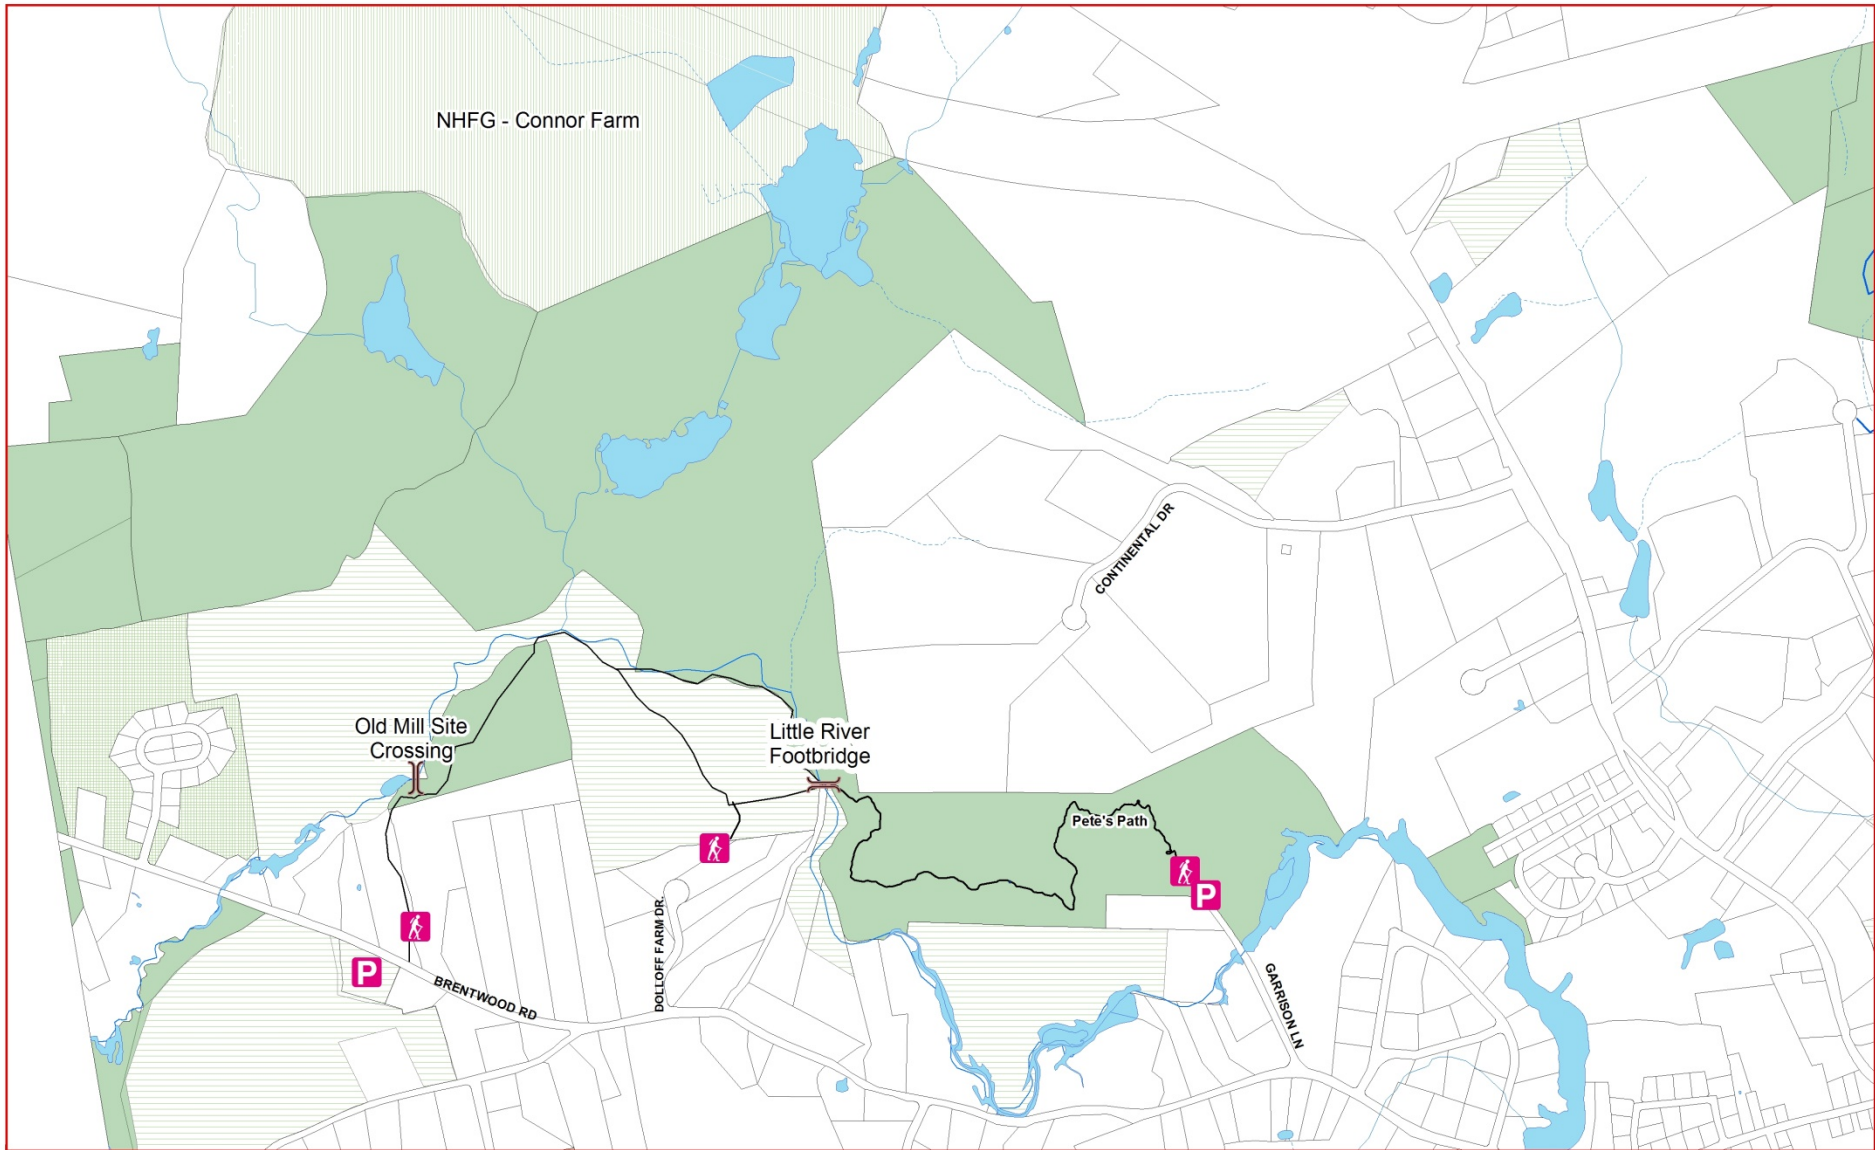 NHFG - Connor Farm
CONTINENTAL DR
Old Mill Site
Crossing
Little River
Footbridge
Pete's Path
P
DOLLOFF FARM DR.
P
BRENTWOOD RD
GARRISON LN